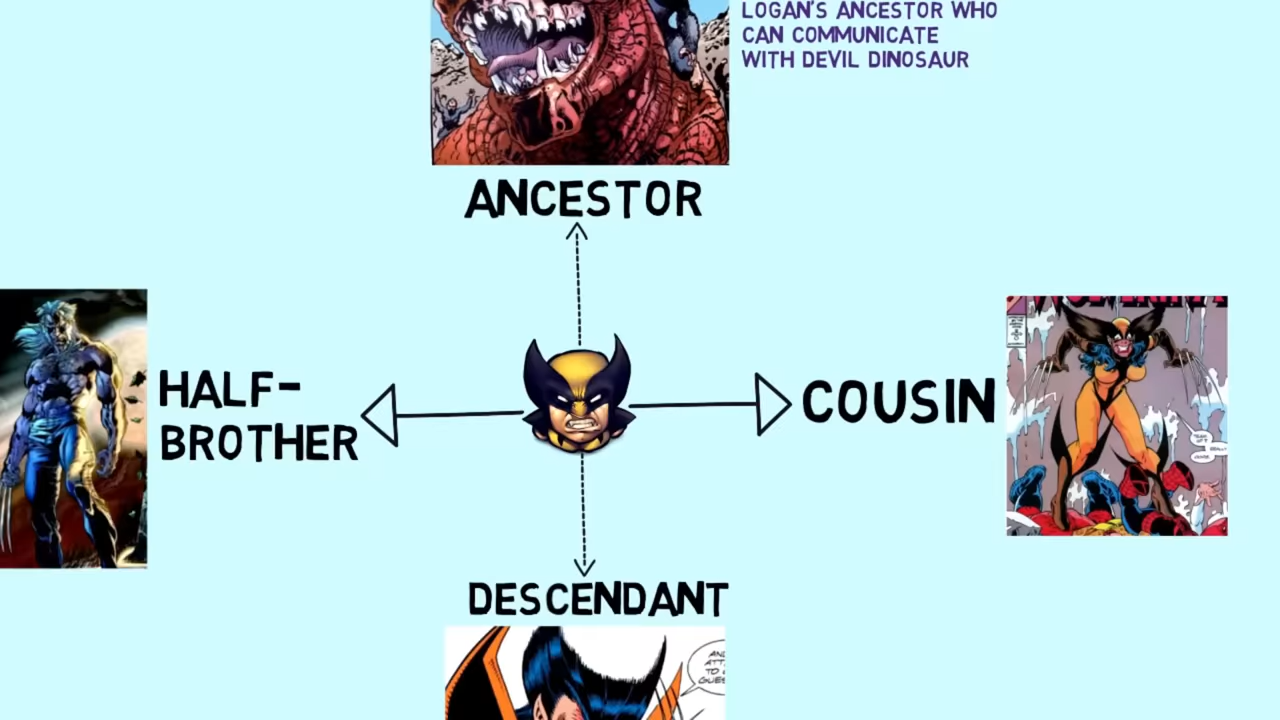 LOGAN'S ANCESTOR WHO
CAN COMMUNICATE
WITH DEVIL DINOSAUR
ANCESTOR
HALF-
BROTHER
COUSIN
DESCENDANT